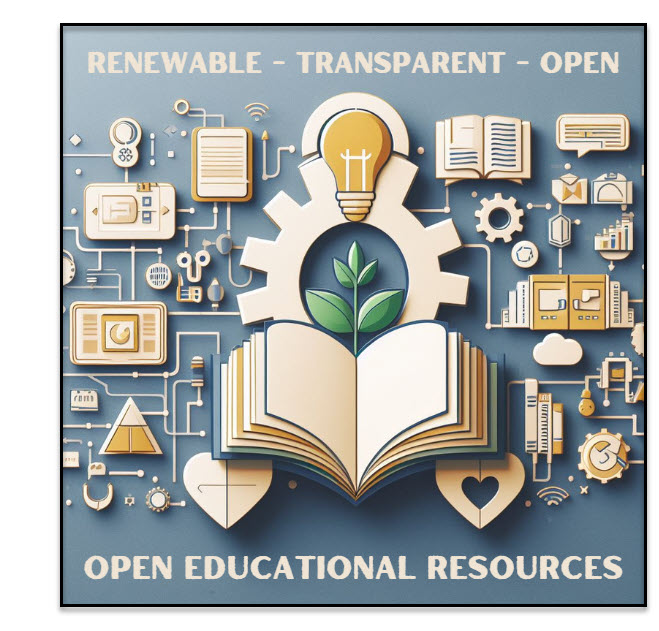 RENEWABLE - TRANSPARENT - OPEN
OPEN EDUCATIONAL RESOURCES